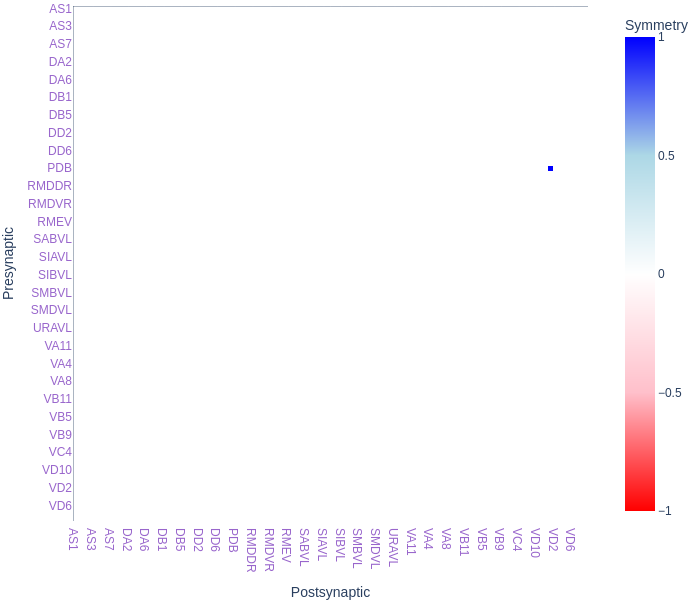 Symmetry
1
0.5
0
−0.5
−1
Presynaptic
AS1
AS3
AS7
DA2
DA6
DB1
DB5
DD2
DD6
PDB
RMDDR
RMDVR
RMEV
SABVL
SIAVL
SIBVL
SMBVL
SMDVL
URAVL
VA11
VA4
VA8
VB11
VB5
VB9
VC4
VD10
VD2
VD6
AS1
AS3
AS7
DA2
DA6
DB1
DB5
DD2
DD6
PDB
RMDDR
RMDVR
RMEV
SABVL
SIAVL
SIBVL
SMBVL
SMDVL
URAVL
VA11
VA4
VA8
VB11
VB5
VB9
VC4
VD10
VD2
VD6
Postsynaptic